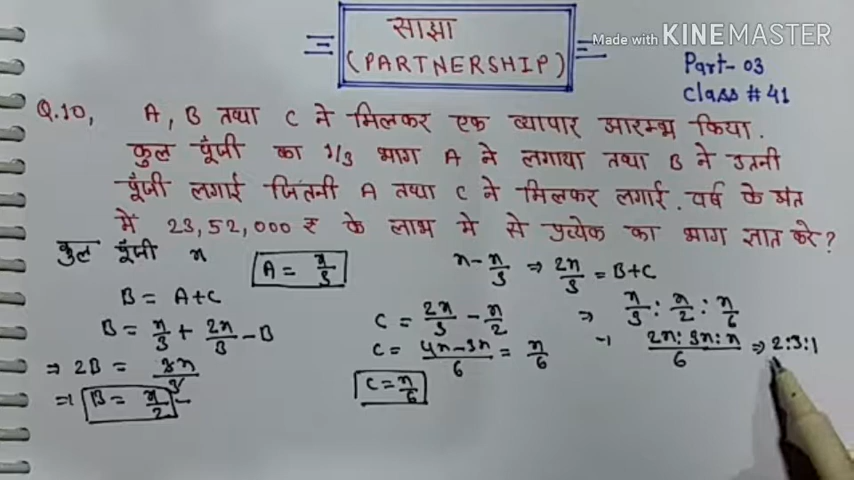 साझा
(PARTNERSHIP)
Made with KINEMASTER
Part-03
Class # 41
Q.10, A, B तथा C ने मिलकर एक व्यापार आरम्भ किया.
कुल पूँजी का 1/3 भाग A ने लगाया तथा B ने उतनी
पूँजी लगाई जितनी A तथा C ने मिलकर लगाई. वर्ष के अंत
में 23,52,000 ₹ के लाभ मे से प्रत्येक का भाग ज्ञात करे?
कुल पूँजी x
A = x/3
B = A+C
B = x/3 + 2x/3 - B
⇒ 2B = 3x/3
⇒ B = x/2
x - x/3 ⇒ 2x/3 = B+C
C = 2x/3 - x/2
C = 4x-3x/6 = x/6
C = x/6
⇒ x/3 : x/2 : x/6
⇒ 2x:3x:x/6 ⇒ 2:3:1